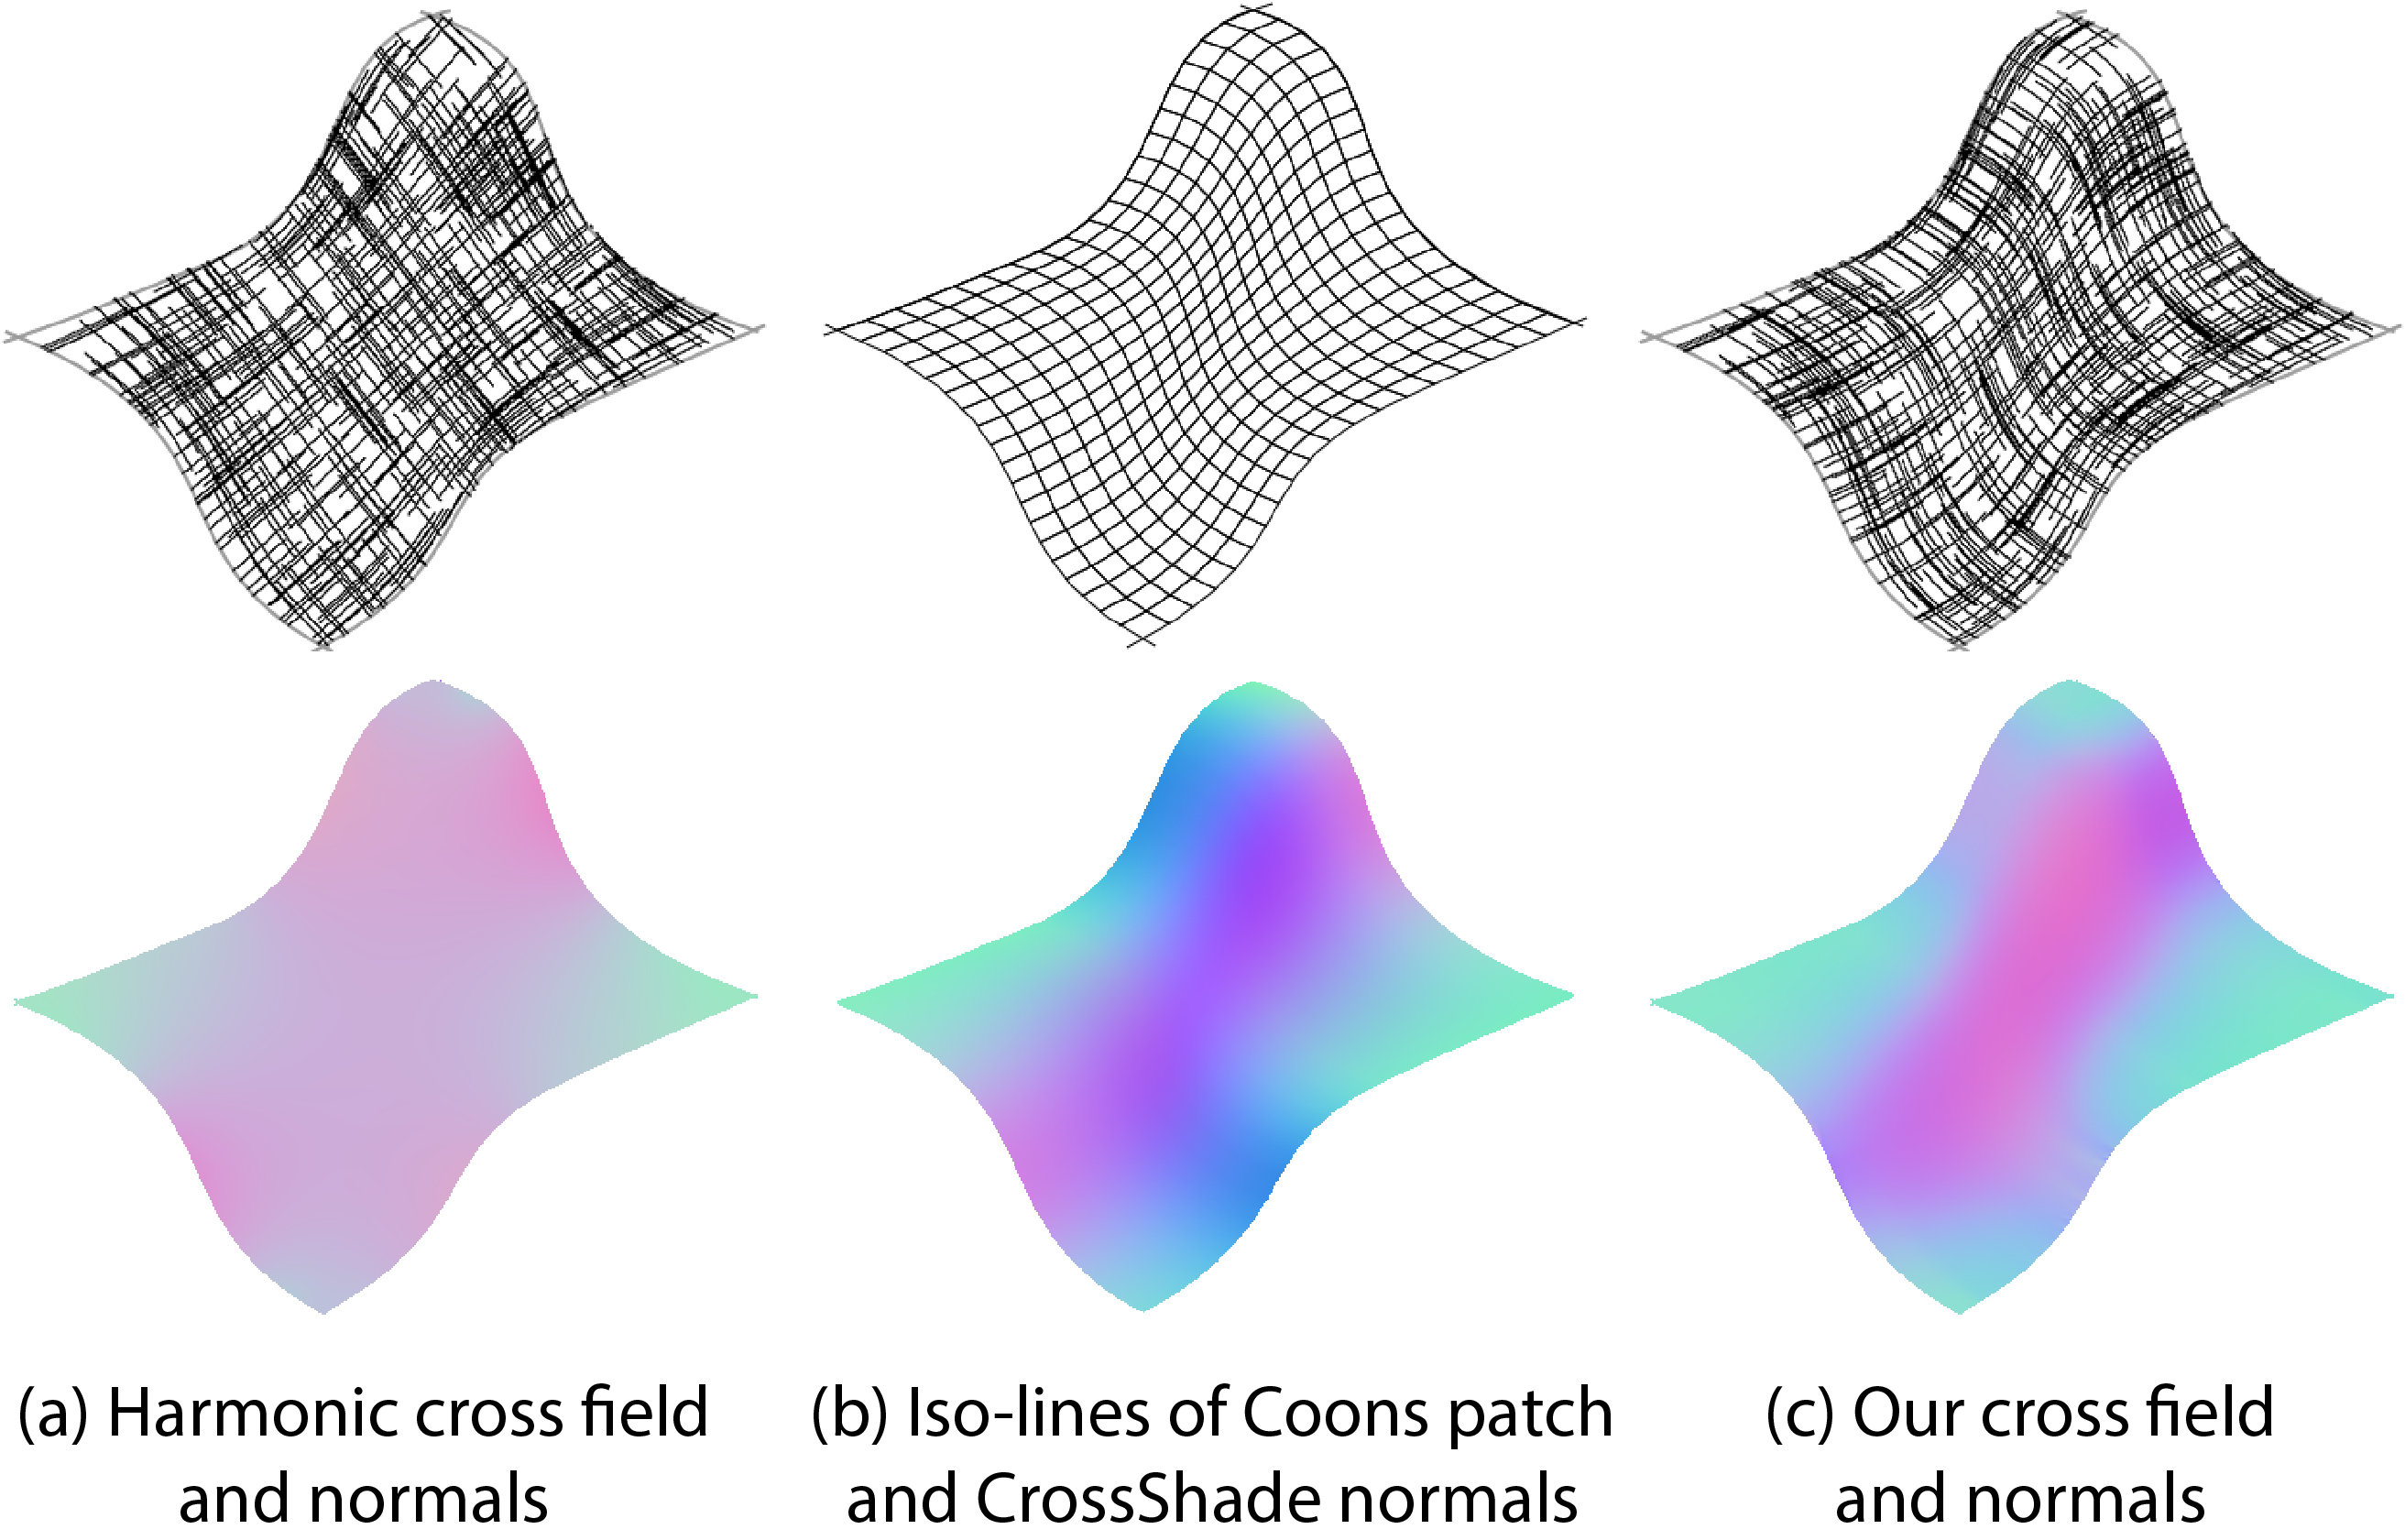 (a) Harmonic cross field
and normals
(b) Iso-lines of Coons patch
and CrossShade normals
(c) Our cross field
and normals